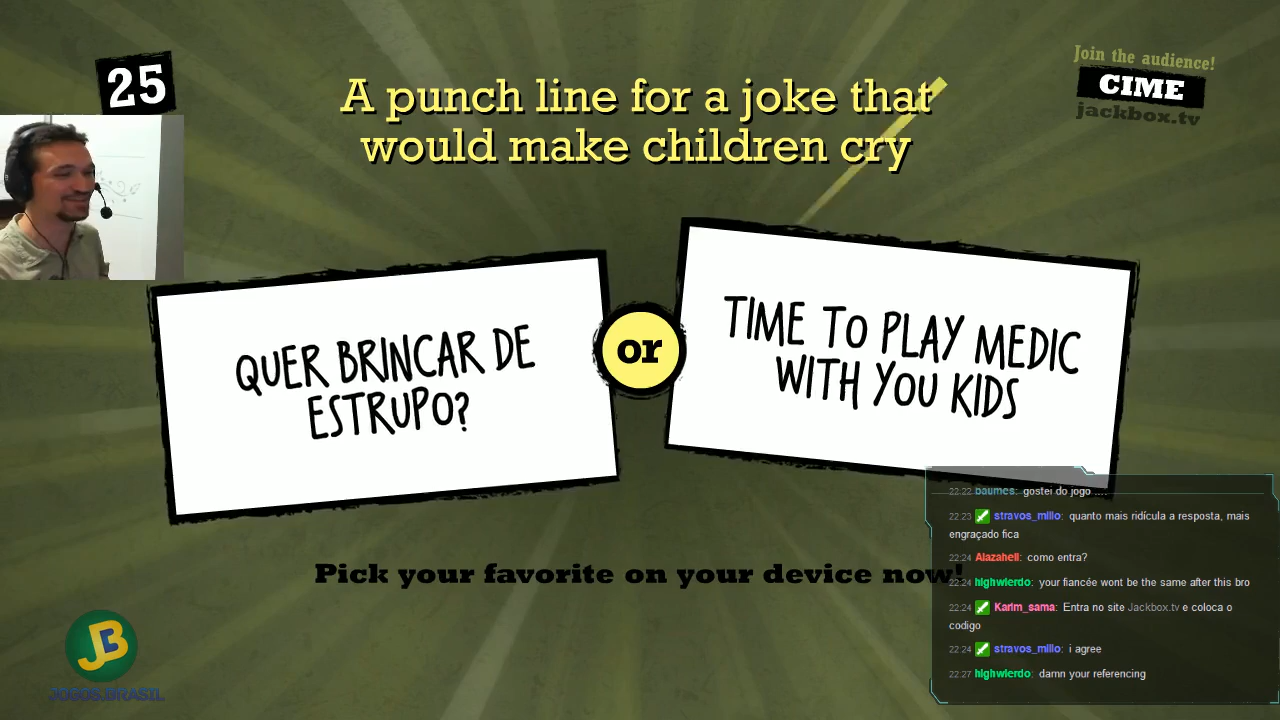 25
A punch line for a joke that
would make children cry
Join the audience!
CIME
jackbox.tv
QUER BRINCAR DE
ESTRUPO?
or
TIME TO PLAY MEDIC
WITH YOU KIDS
Pick your favorite on your device now!
22:22 baumes: gostei do jogo ....
22:23 stravos_millo: quanto mais ridícula a resposta, mais
engraçado fica
22:24 Alazahell: como entra?
22:24 highwierdo: your fiancée wont be the same after this bro
22:24 Karim_sama: Entra no site Jackbox.tv e coloca o
codigo
22:24 stravos_millo: i agree
22:27 highwierdo: damn your referencing
JB
JOGOS.BRASIL